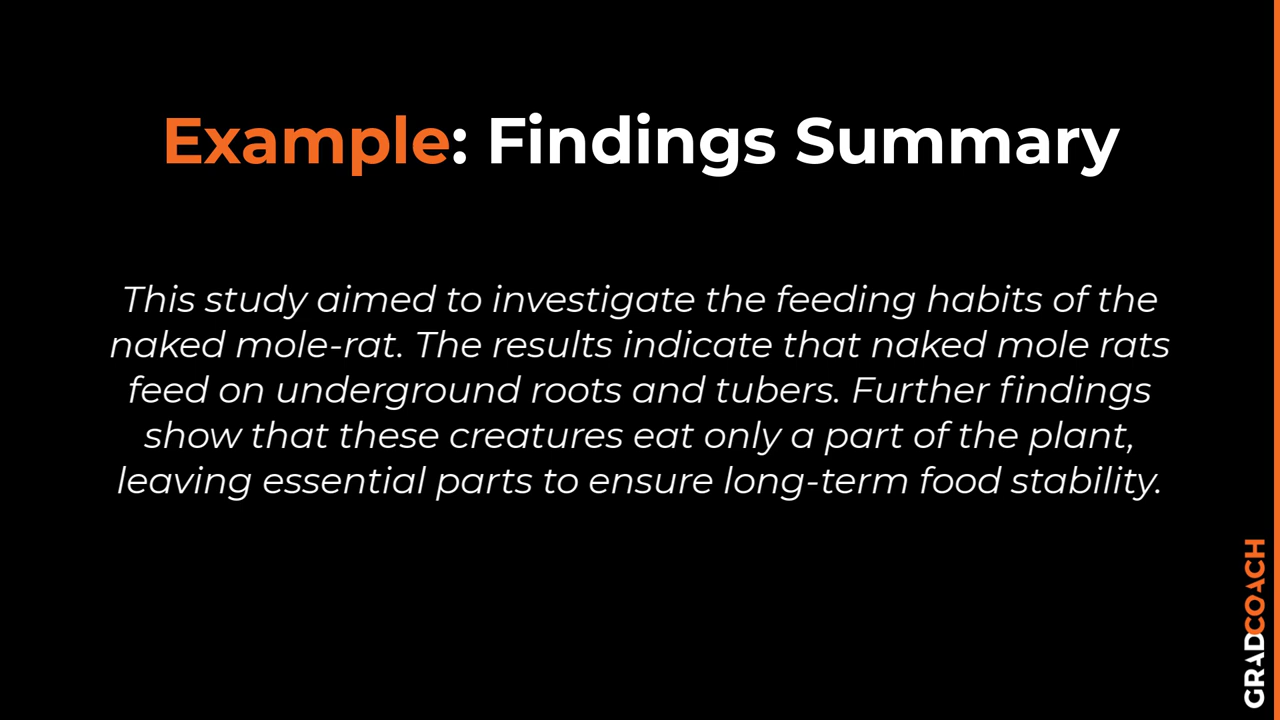 Example: Findings Summary
This study aimed to investigate the feeding habits of the
naked mole-rat. The results indicate that naked mole rats
feed on underground roots and tubers. Further findings
show that these creatures eat only a part of the plant,
leaving essential parts to ensure long-term food stability.
GRADCOACH